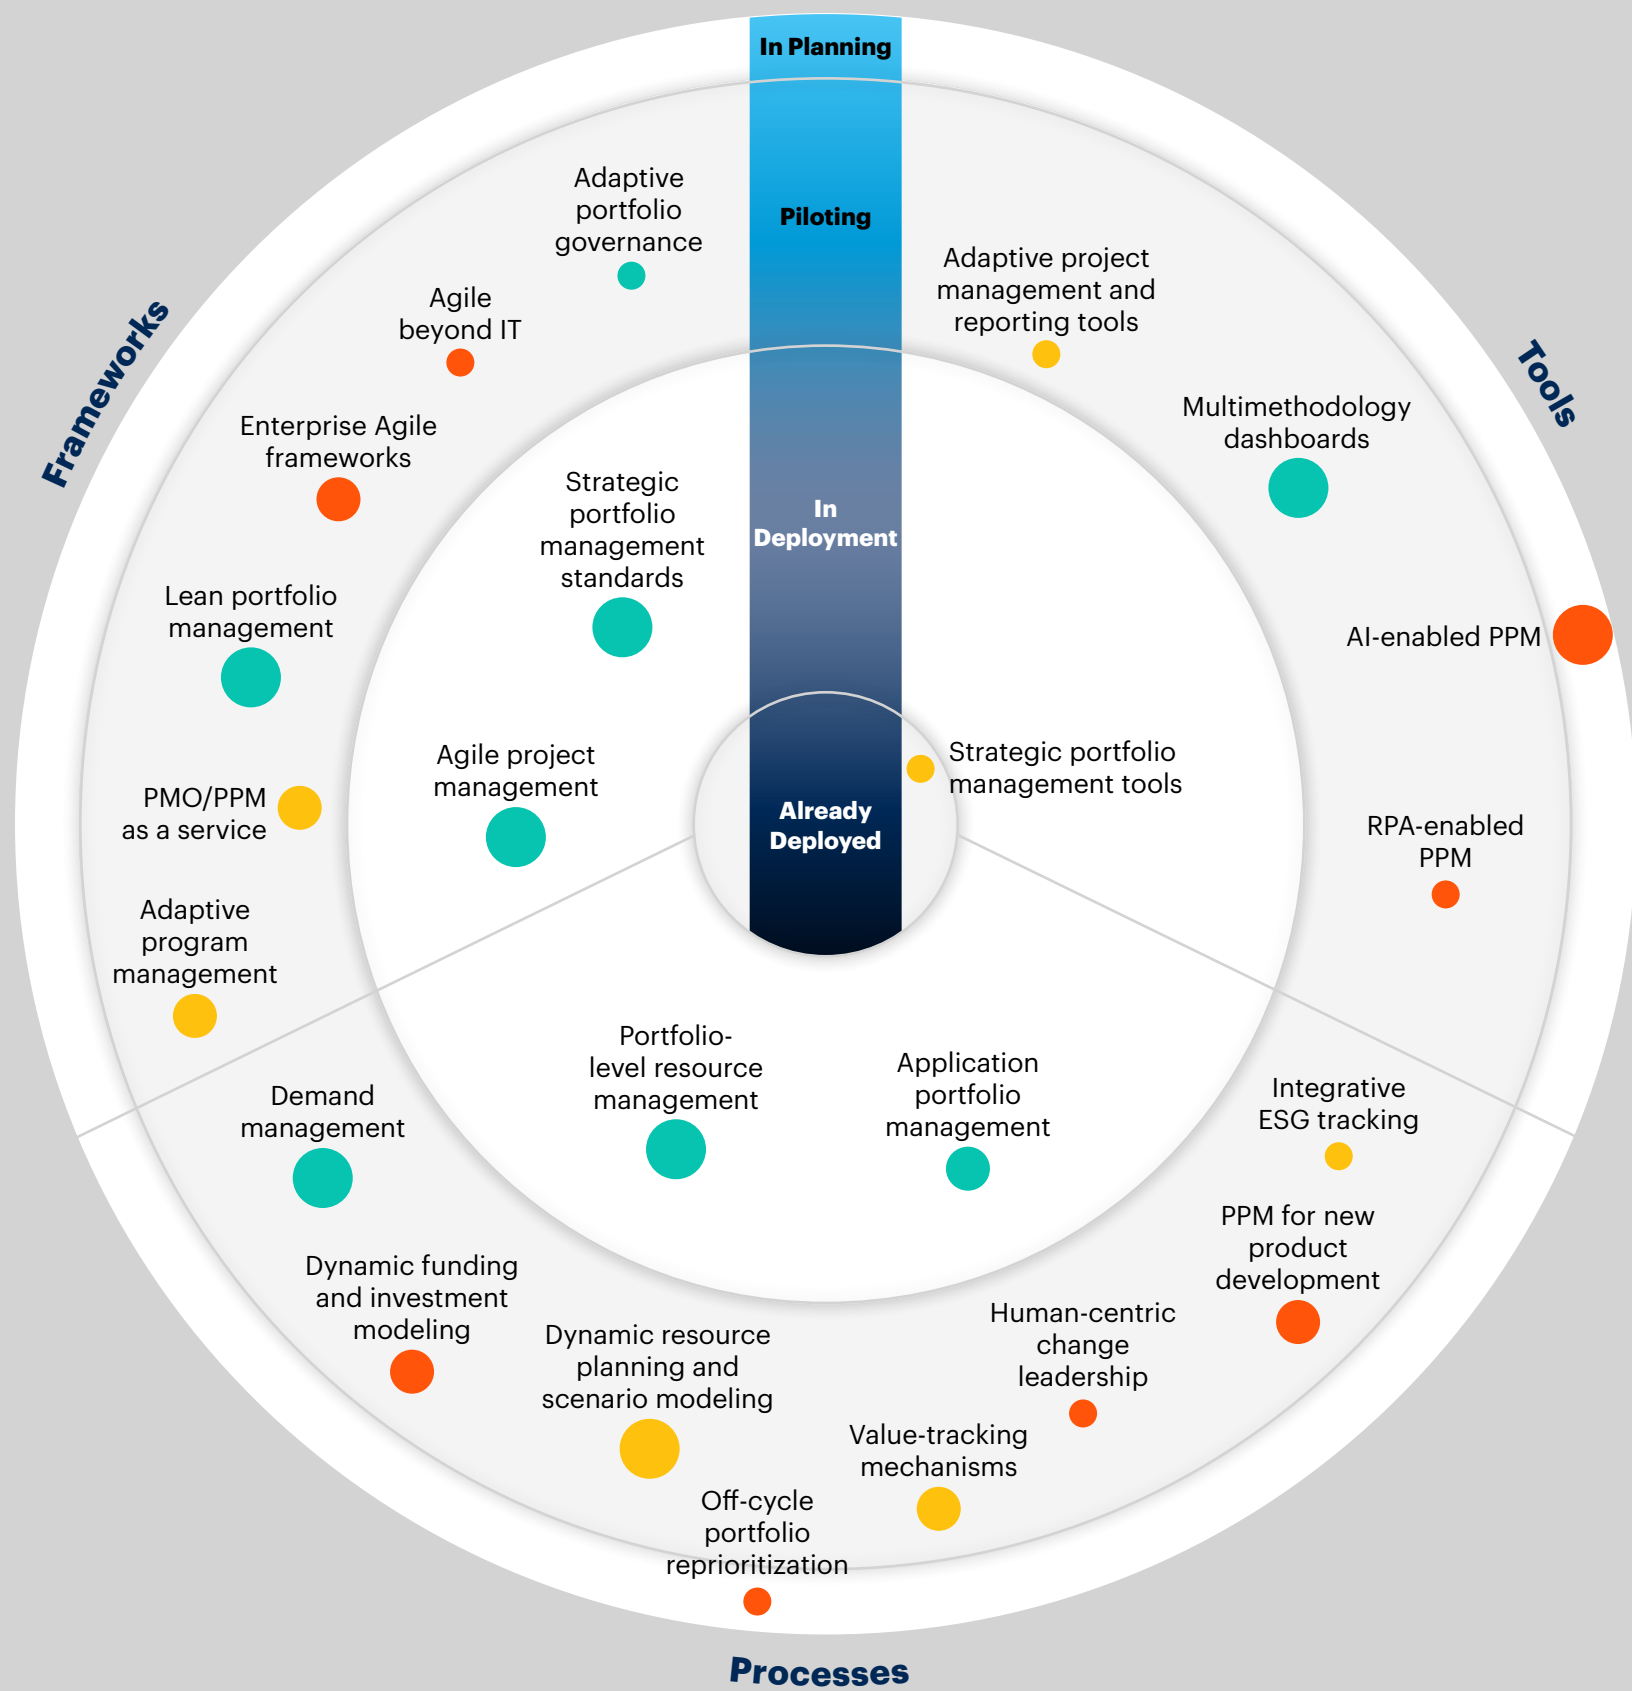 In Planning
Piloting
In
Deployment
Already
Deployed
Frameworks
Adaptive
portfolio
governance
Agile
beyond IT
Enterprise Agile
frameworks
Strategic
portfolio
management
standards
Lean portfolio
management
Agile project
management
PMO/PPM
as a service
Adaptive
program
management
Tools
Adaptive project
management and
reporting tools
Multimethodology
dashboards
AI-enabled PPM
Strategic portfolio
management tools
RPA-enabled
PPM
Portfolio-
level resource
management
Application
portfolio
management
Demand
management
Integrative
ESG tracking
Dynamic funding
and investment
modeling
PPM for new
product
development
Dynamic resource
planning and
scenario modeling
Human-centric
change
leadership
Value-tracking
mechanisms
Off-cycle
portfolio
reprioritization
Processes